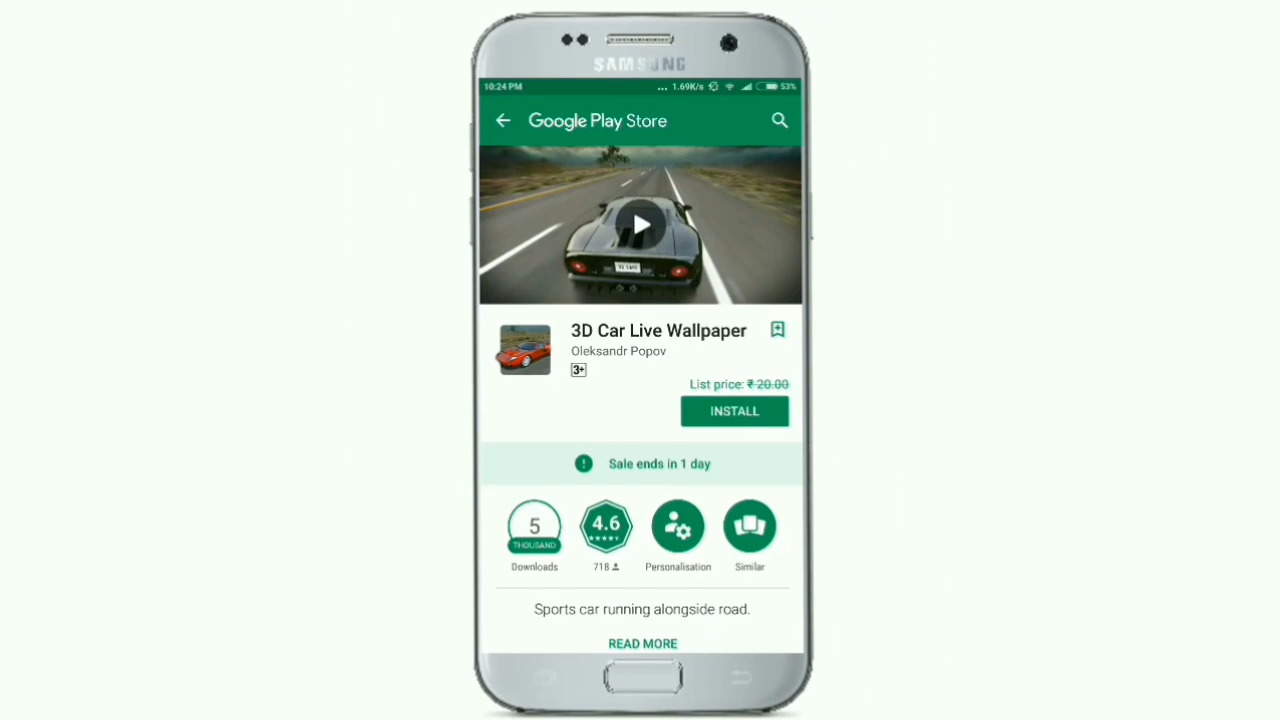 SAMSUNG
10:24 PM ... 1.69K/s 53%
Google Play Store
3D Car Live Wallpaper
Oleksandr Popov
3+
List price: ₹ 20.00
INSTALL
Sale ends in 1 day
5
THOUSAND
Downloads
4.6
718
Personalisation
Similar
Sports car running alongside road.
READ MORE